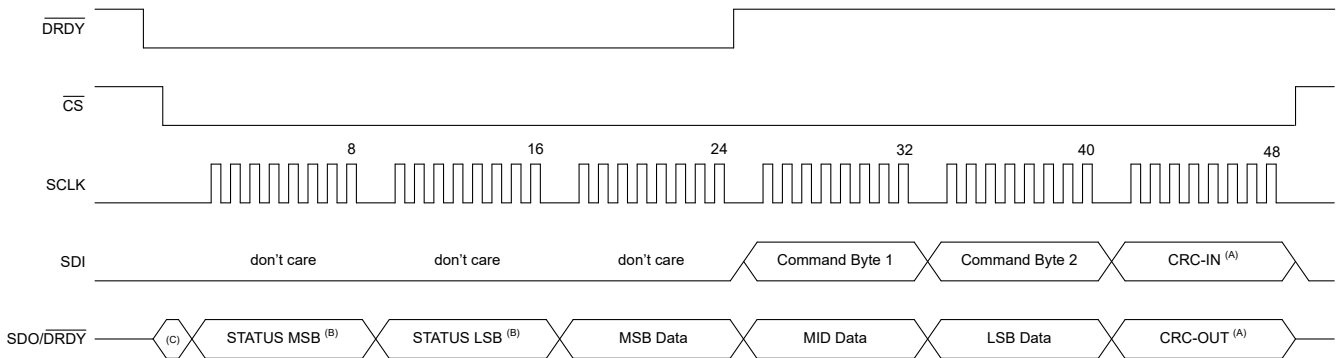 DRDY
CS
8 16 24 32 40 48
SCLK
SDI don't care don't care don't care Command Byte 1 Command Byte 2 CRC-IN (A)
SDO/DRDY (C) STATUS MSB (B) STATUS LSB (B) MSB Data MID Data LSB Data CRC-OUT (A)